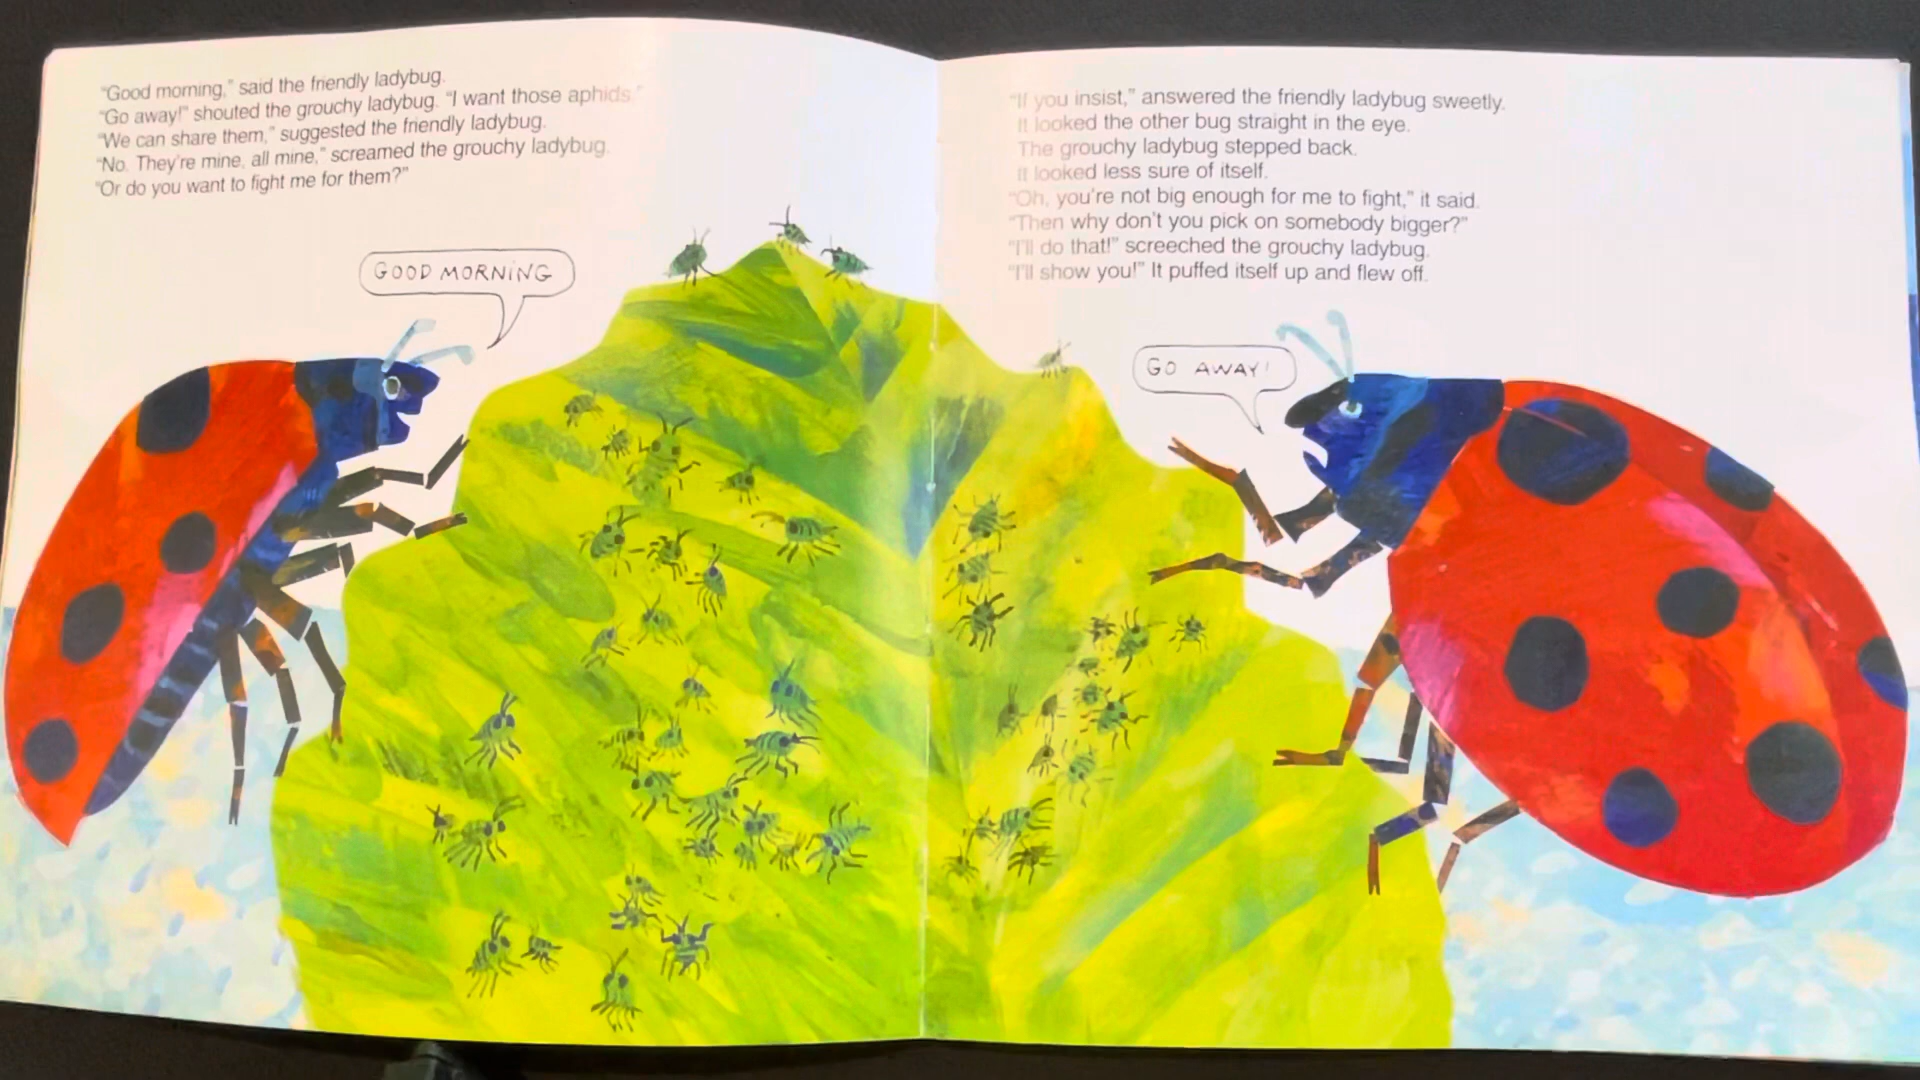 “Good morning,” said the friendly ladybug.
“Go away!” shouted the grouchy ladybug. “I want those aphids.”
“We can share them,” suggested the friendly ladybug.
“No. They’re mine, all mine,” screamed the grouchy ladybug.
“Or do you want to fight me for them?”
GOOD MORNING
“If you insist,” answered the friendly ladybug sweetly.
It looked the other bug straight in the eye.
The grouchy ladybug stepped back.
It looked less sure of itself.
“Oh, you’re not big enough for me to fight,” it said.
“Then why don’t you pick on somebody bigger?”
“I’ll do that!” screeched the grouchy ladybug.
“I’ll show you!” It puffed itself up and flew off.
GO AWAY!